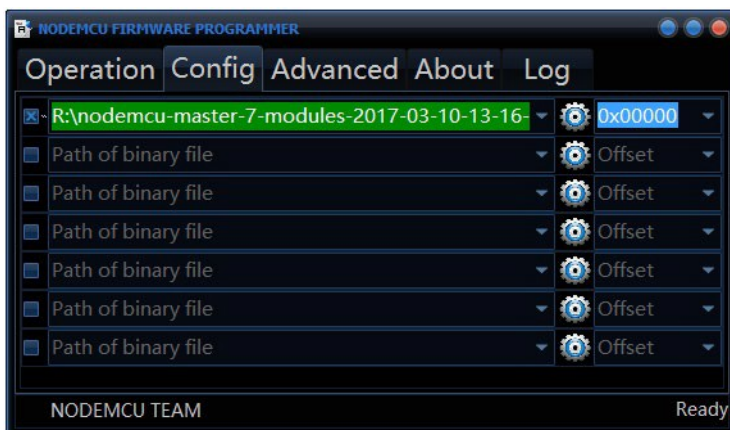 NODEMCU FIRMWARE PROGRAMMER
Operation Config Advanced About Log
R:\nodemcu-master-7-modules-2017-03-10-13-16- 0x00000
Path of binary file Offset
Path of binary file Offset
Path of binary file Offset
Path of binary file Offset
Path of binary file Offset
Path of binary file Offset
NODEMCU TEAM Ready